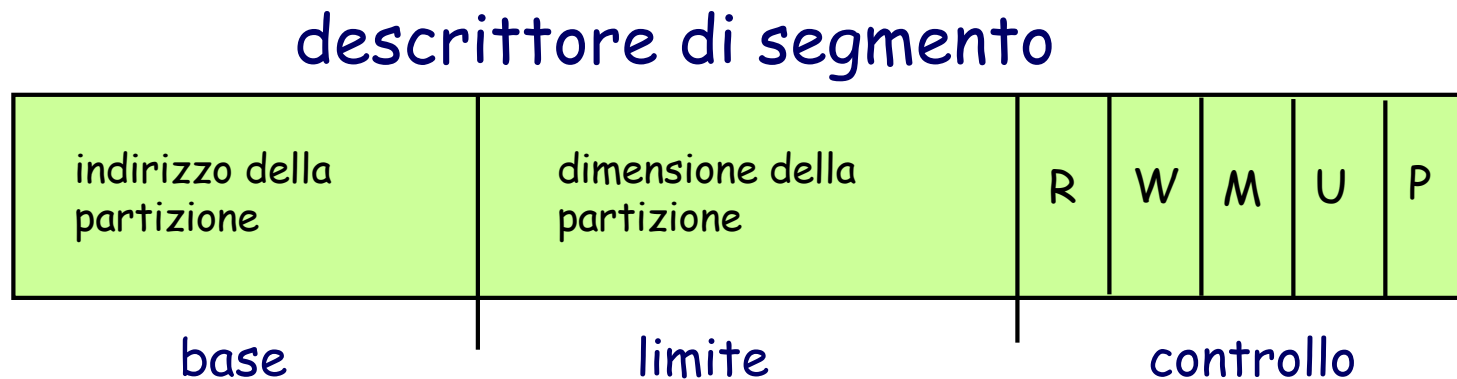 descrittore di segmento
indirizzo della
partizione
dimensione della
partizione
R W M U P
base limite controllo